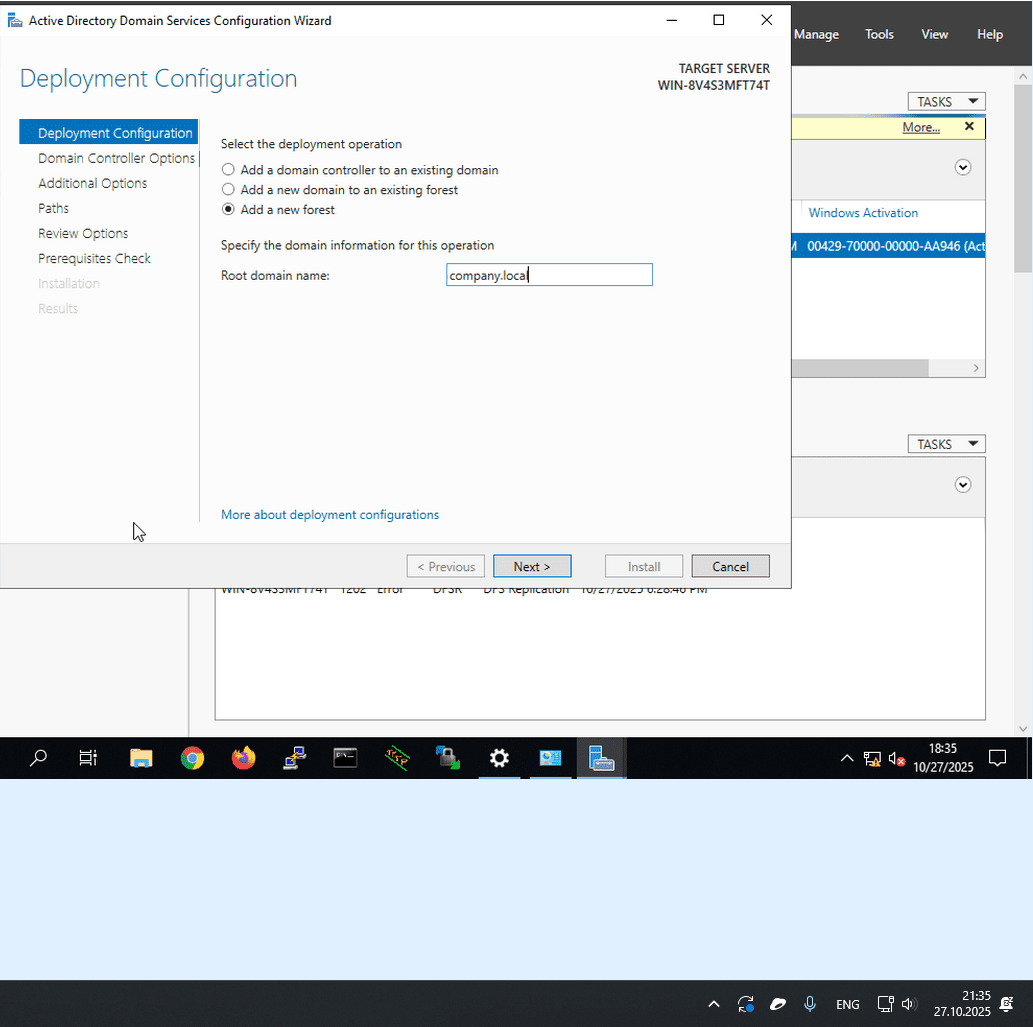 Active Directory Domain Services Configuration Wizard
Manage Tools View Help
Deployment Configuration
TARGET SERVER
WIN-8V4S3MFT74T
Deployment Configuration
Domain Controller Options
Additional Options
Paths
Review Options
Prerequisites Check
Installation
Results
Select the deployment operation
Add a domain controller to an existing domain
Add a new domain to an existing forest
Add a new forest
Specify the domain information for this operation
Root domain name: company.local
More about deployment configurations
< Previous Next > Install Cancel
TASKS
More...
Windows Activation
M 00429-70000-00000-AA946 (Act
TASKS
WIN-8V4S3MFT74T 1202 Error DFSR DFS Replication 10/27/2025 6:28:46 PM
18:35
10/27/2025
ENG
21:35
27.10.2025